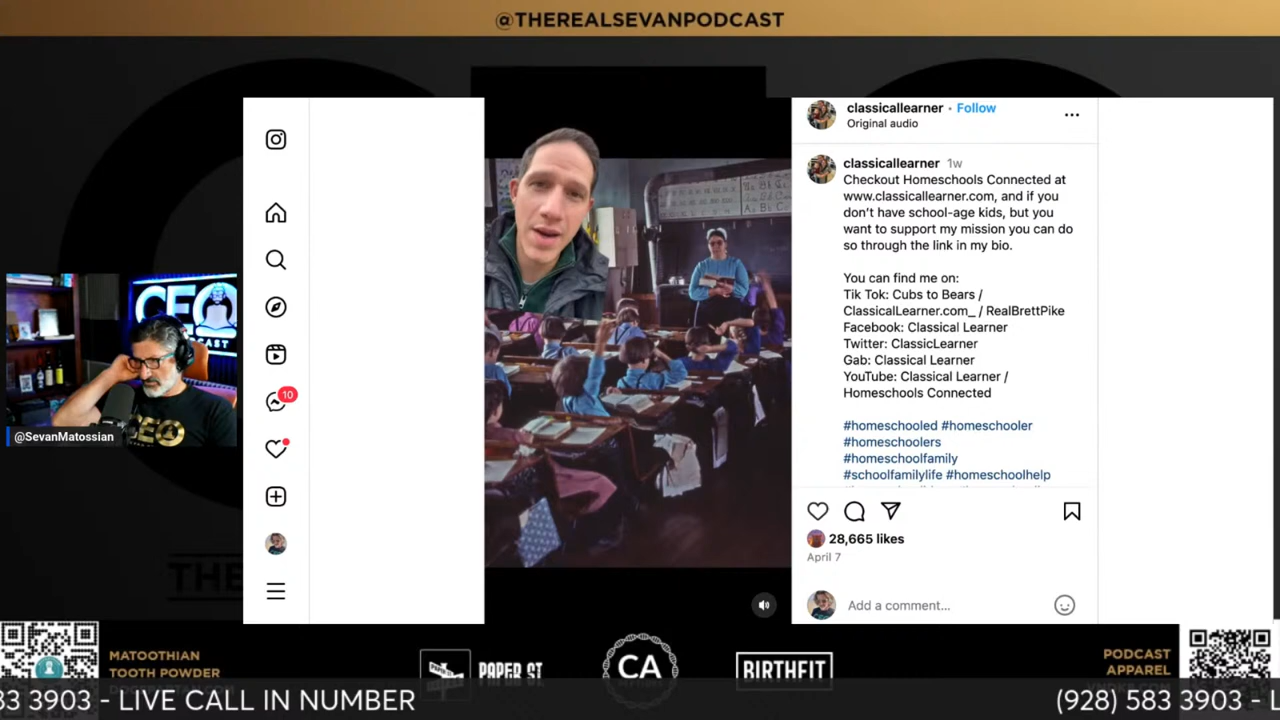 @THEREALSEVANPODCAST
classicallearner • Follow
Original audio
classicallearner 1w
Checkout Homeschools Connected at
www.classicallearner.com, and if you
don't have school-age kids, but you
want to support my mission you can do
so through the link in my bio.
You can find me on:
Tik Tok: Cubs to Bears /
ClassicalLearner.com_ / RealBrettPike
Facebook: Classical Learner
Twitter: ClassicLearner
Gab: Classical Learner
YouTube: Classical Learner /
Homeschools Connected
#homeschooled #homeschooler
#homeschoolers
#homeschoolfamily
#schoolfamilylife #homeschoolhelp
28,665 likes
April 7
Add a comment...
10
CEO
@SevanMatossian
THE
MATOOTHIAN
TOOTH POWDER
PAPER ST
CA
BIRTHFIT
PODCAST
APPAREL
83 3903 - LIVE CALL IN NUMBER
(928) 583 3903 - L